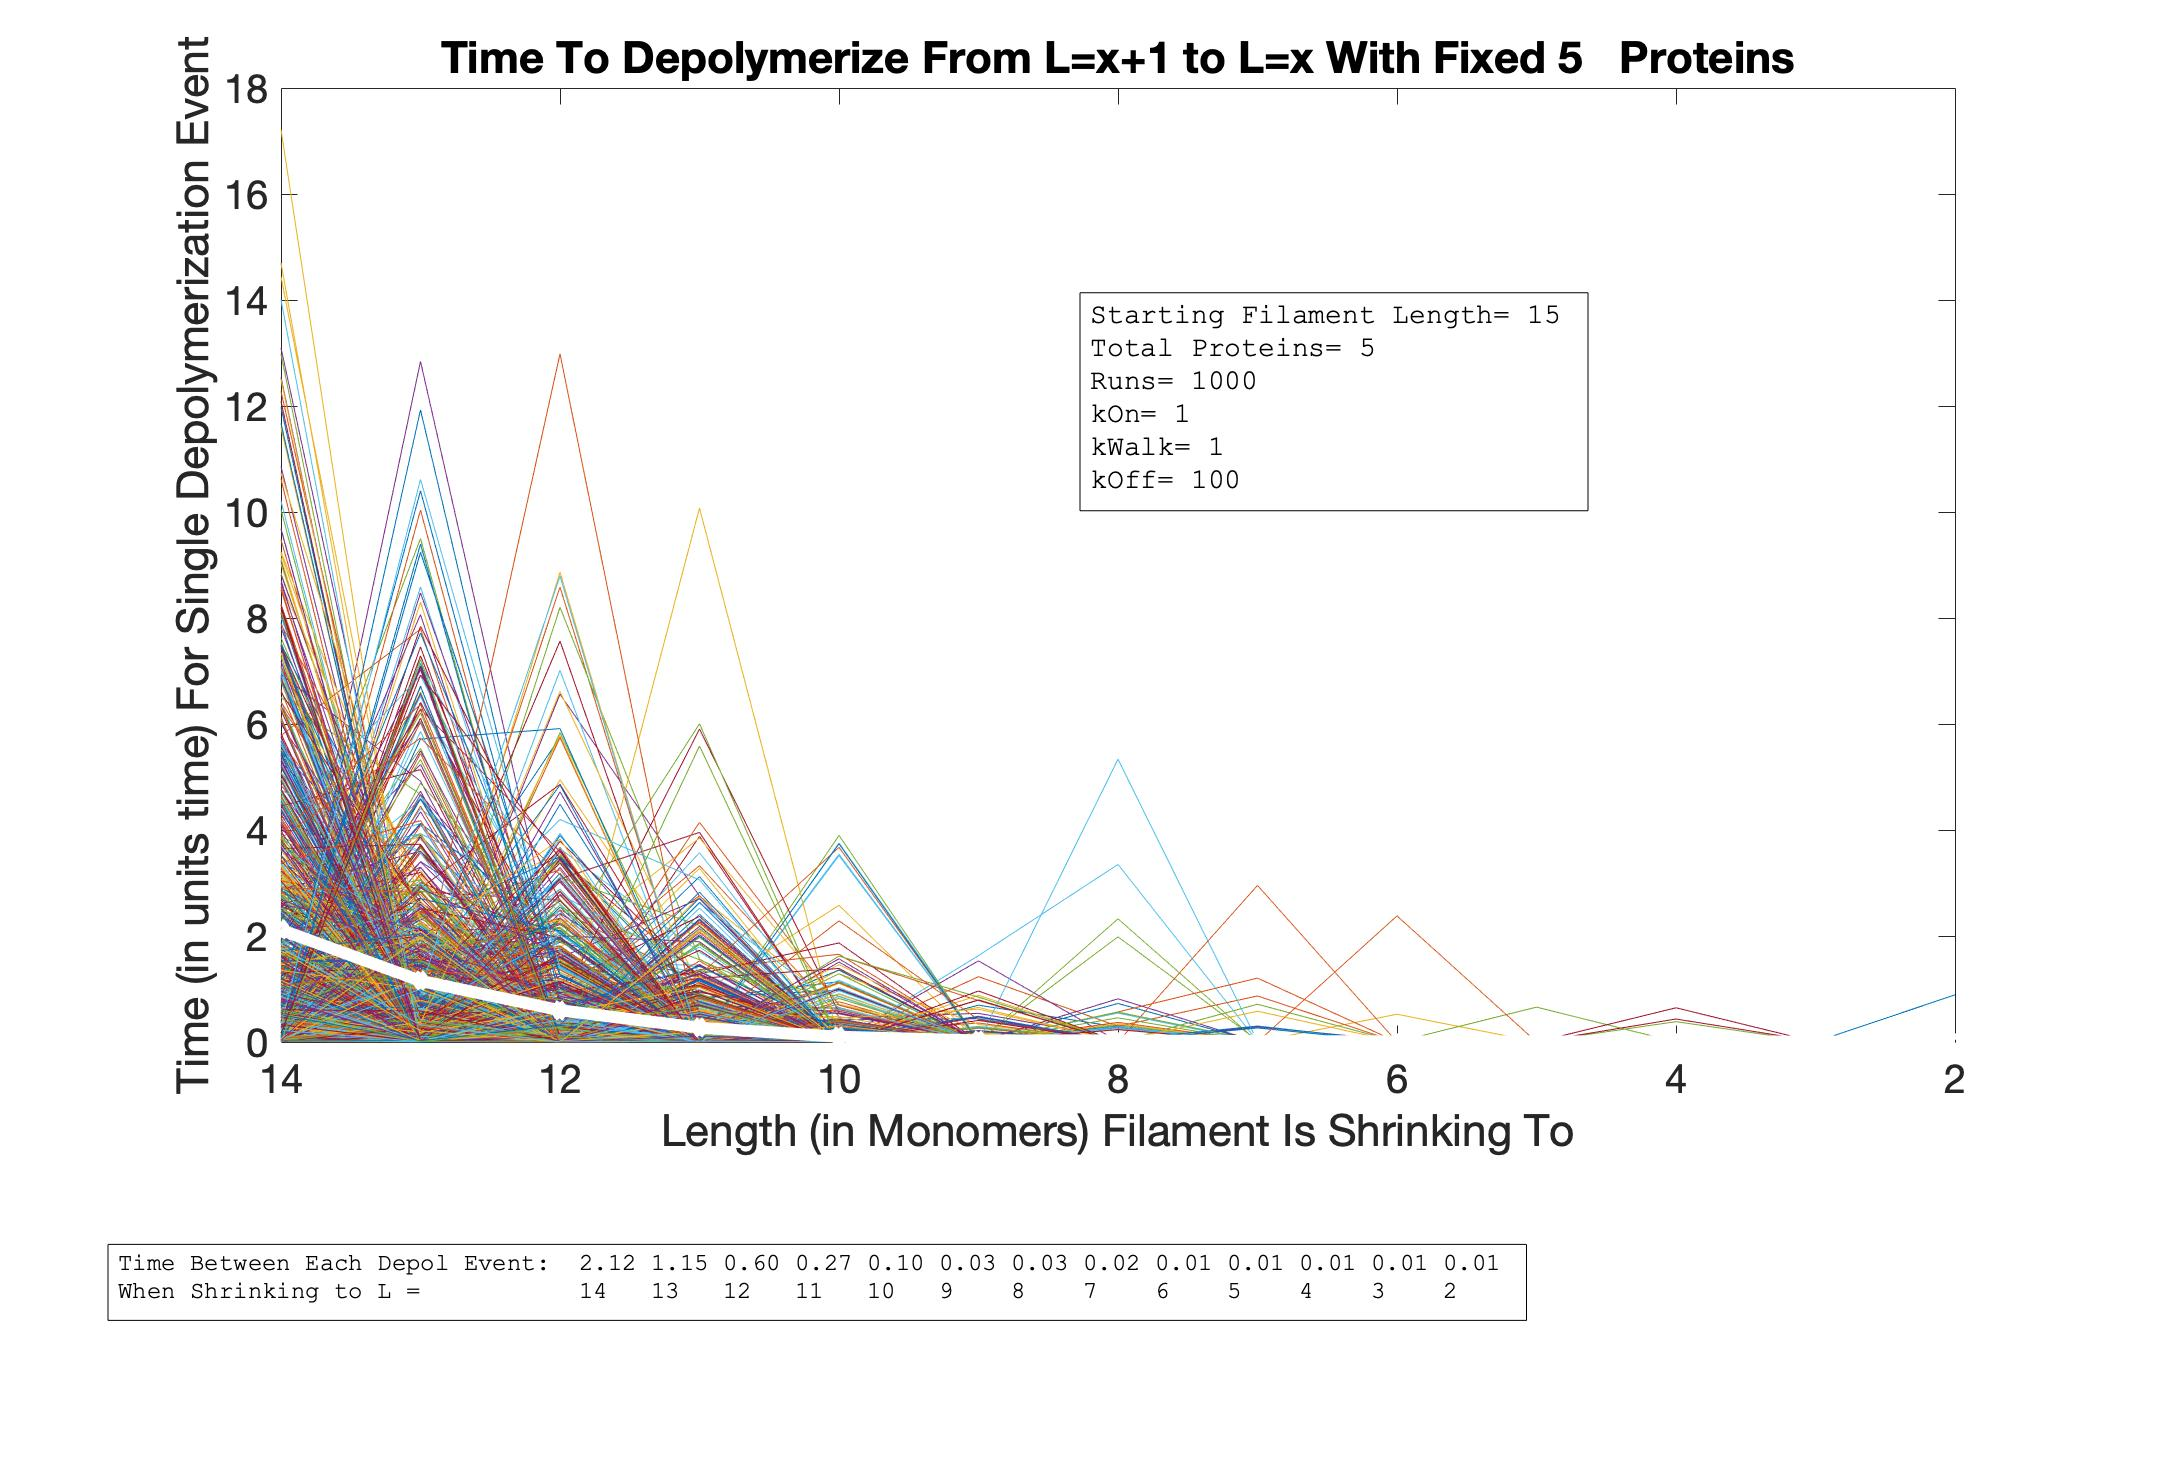 Time To Depolymerize From L=x+1 to L=x With Fixed 5   Proteins
Time (in units time) For Single Depolymerization Event
18
16
14
12
10
8
6
4
2
0
Starting Filament Length= 15
Total Proteins= 5
Runs= 1000
kOn= 1
kWalk= 1
kOff= 100
14 12 10 8 6 4 2
Length (in Monomers) Filament Is Shrinking To
Time Between Each Depol Event:  2.12 1.15 0.60 0.27 0.10 0.03 0.03 0.02 0.01 0.01 0.01 0.01 0.01
When Shrinking to L =           14   13   12   11   10   9    8    7    6    5    4    3    2